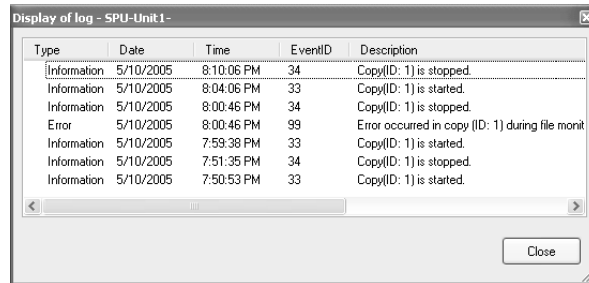 Display of log - SPU-Unit1-
Type Date Time EventID Description
Information 5/10/2005 8:10:06 PM 34 Copy(ID: 1) is stopped.
Information 5/10/2005 8:04:06 PM 33 Copy(ID: 1) is started.
Information 5/10/2005 8:00:46 PM 34 Copy(ID: 1) is stopped.
Error 5/10/2005 8:00:46 PM 99 Error occurred in copy (ID: 1) during file monit
Information 5/10/2005 7:59:38 PM 33 Copy(ID: 1) is started.
Information 5/10/2005 7:51:35 PM 34 Copy(ID: 1) is stopped.
Information 5/10/2005 7:50:53 PM 33 Copy(ID: 1) is started.
Close